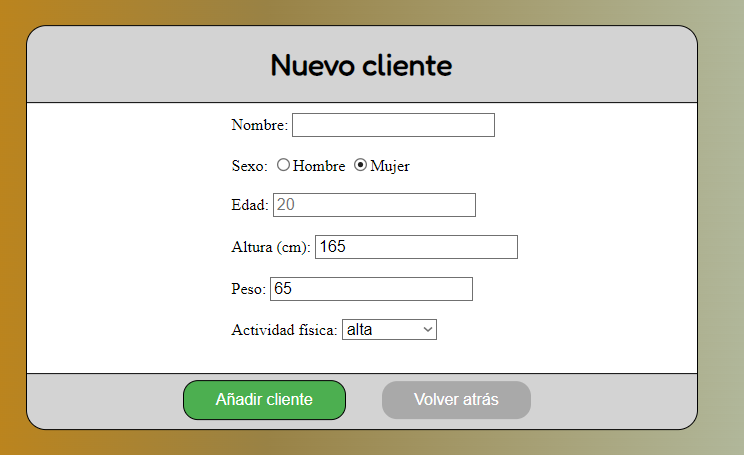 Nuevo cliente
Nombre:
Sexo: Hombre Mujer
Edad: 20
Altura (cm): 165
Peso: 65
Actividad física: alta
Añadir cliente Volver atrás